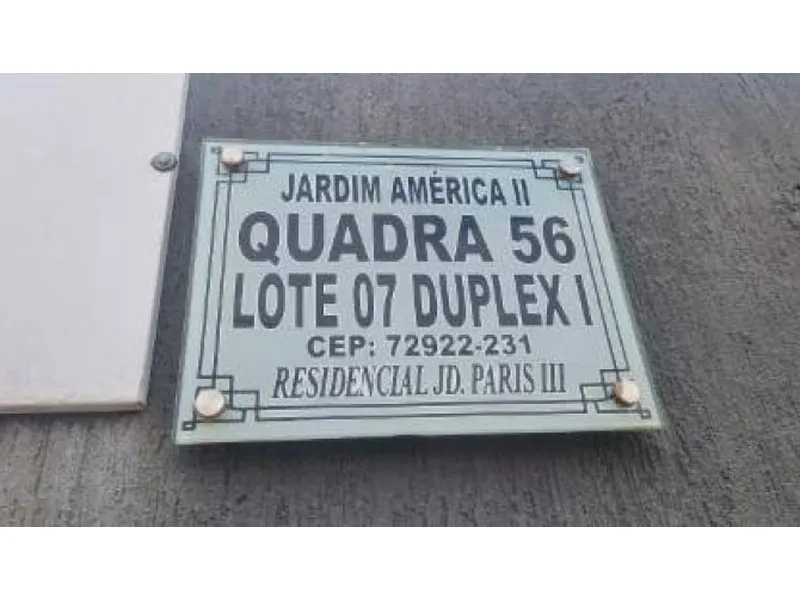 JARDIM AMÉRICA II
QUADRA 56
LOTE 07 DUPLEX I
CEP: 72922-231
RESIDENCIAL JD. PARIS III